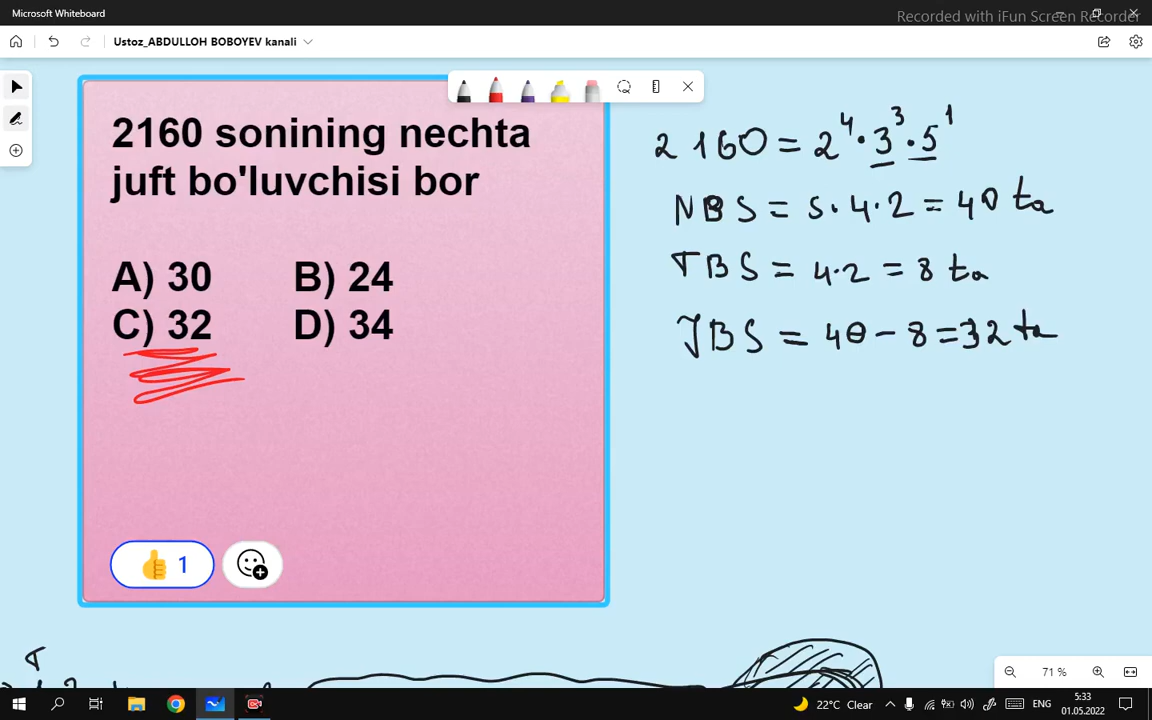 Microsoft Whiteboard
Recorded with iFun Screen Recorder
Ustoz_ABDULLOH BOBOYEV kanali
2160 sonining nechta
juft bo'luvchisi bor
A) 30 B) 24
C) 32 D) 34
1
2160 = 2⁴ · 3³ · 5¹
NBS = 5 · 4 · 2 = 40 ta
TBS = 4 · 2 = 8 ta
JBS = 40 - 8 = 32 ta
71 %
22°C Clear
ENG
5:33
01.05.2022